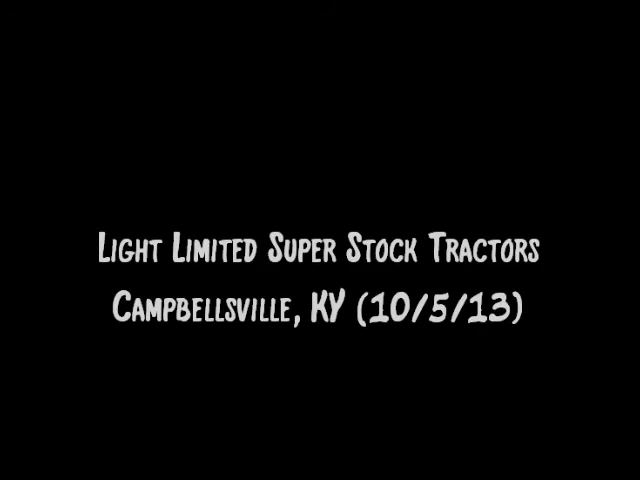 Light Limited Super Stock Tractors
Campbellsville, KY (10/5/13)